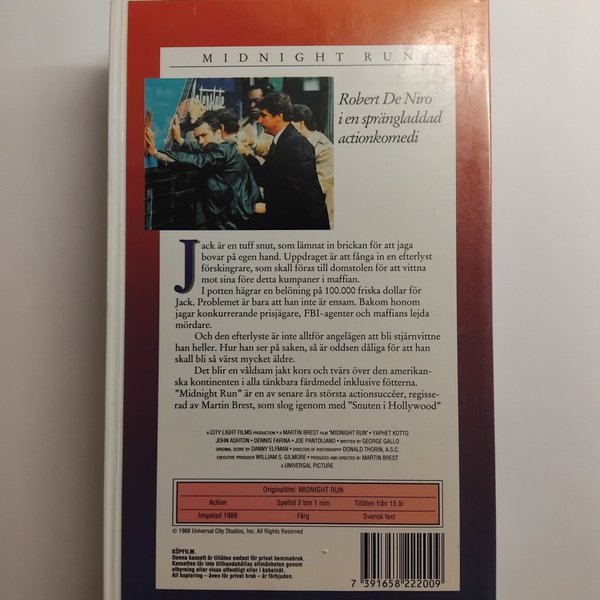 MIDNIGHT RUN
Interstate
Robert De Niro
i en sprängladdad
actionkomedi
Jack är en tuff snut, som lämnat in brickan för att jaga
bovar på egen hand. Uppdraget är att fånga in en efterlyst
förskingrare, som skall föras till domstolen för att vittna
mot sina före detta kumpaner i maffian.
I potten hägrar en belöning på 100.000 friska dollar för
Jack. Problemet är bara att han inte är ensam. Bakom honom
jagar konkurrerande prisjägare, FBI-agenter och maffians lejda
mördare.
Och den efterlyste är inte alltför angelägen att bli stjärnvittne
han heller. Hur han ser på saken, så är oddsen dåliga för att han
skall bli så värst mycket äldre.
Det blir en våldsam jakt kors och tvärs över den amerikan-
ska kontinenten i alla tänkbara färdmedel inklusive fötterna.
"Midnight Run" är en av senare års största actionsuccéer, regisse-
rad av Martin Brest, som slog igenom med "Snuten i Hollywood"
A CITY LIGHT FILMS PRODUCTION • A MARTIN BREST FILM "MIDNIGHT RUN" • YAPHET KOTTO
JOHN ASHTON • DENNIS FARINA • JOE PANTOLIANO • WRITTEN BY GEORGE GALLO
ORIGINAL SCORE BY DANNY ELFMAN • DIRECTOR OF PHOTOGRAPHY DONALD THORIN, A.S.C.
EXECUTIVE PRODUCER WILLIAM S. GILMORE • PRODUCED AND DIRECTED BY MARTIN BREST
A UNIVERSAL PICTURE
Originaltitel: MIDNIGHT RUN
Action Speltid 2 tim 1 min Tillåten från 15 år
Inspelad 1988 Färg Svensk text
© 1988 Universal City Studios, Inc. All Rights Reserved
KÖPFILM.
Denna kassett är tillåten endast för privat hemmabruk.
Kassetten får inte tillhandahållas allmänheten genom
uthyrning eller visas offentligt eller i kabelnät.
All kopiering – även för privat bruk – är förbjuden.
7 391658 222009